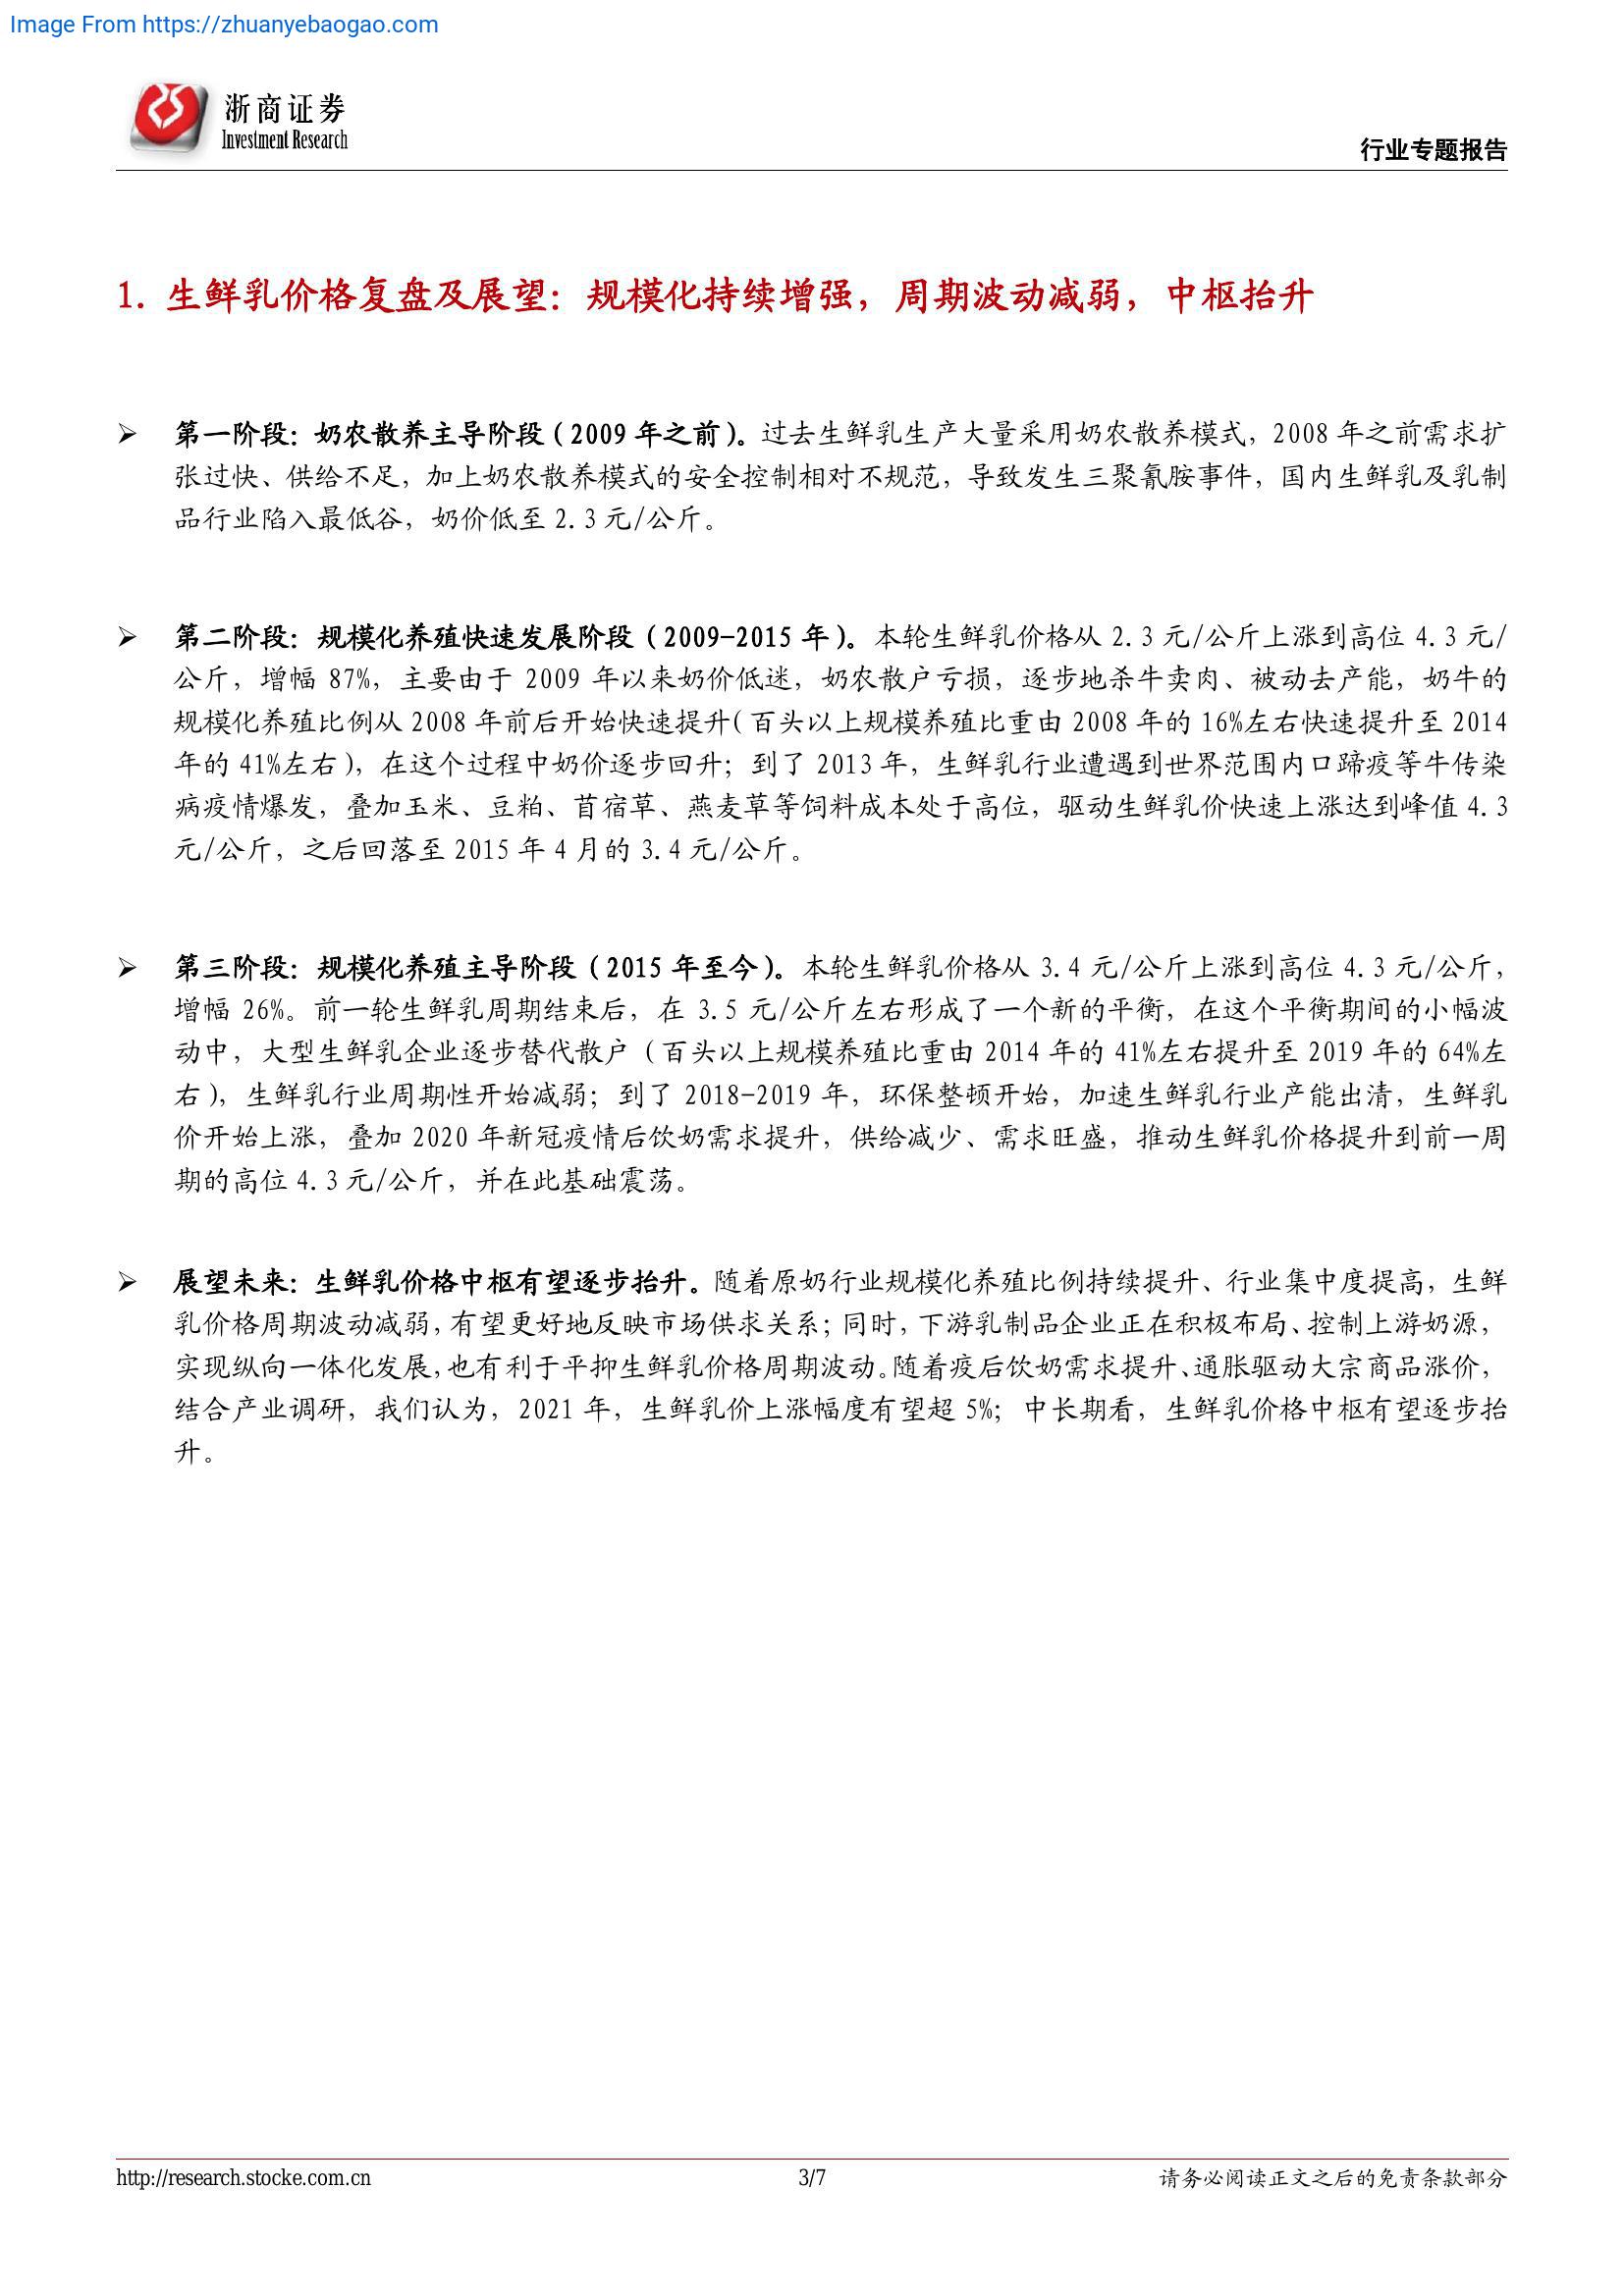 Image From https://zhuanyebaogao.com
浙商证券
Investment Research
行业专题报告
1. 生鲜乳价格复盘及展望：规模化持续增强，周期波动减弱，中枢抬升
➢ 第一阶段：奶农散养主导阶段（2009 年之前）。过去生鲜乳生产大量采用奶农散养模式，2008 年之前需求扩
张过快、供给不足，加上奶农散养模式的安全控制相对不规范，导致发生三聚氰胺事件，国内生鲜乳及乳制
品行业陷入最低谷，奶价低至 2.3 元/公斤。
➢ 第二阶段：规模化养殖快速发展阶段（2009-2015 年）。本轮生鲜乳价格从 2.3 元/公斤上涨到高位 4.3 元/
公斤，增幅 87%，主要由于 2009 年以来奶价低迷，奶农散户亏损，逐步地杀牛卖肉、被动去产能，奶牛的
规模化养殖比例从 2008 年前后开始快速提升（百头以上规模养殖比重由 2008 年的 16%左右快速提升至 2014
年的 41%左右），在这个过程中奶价逐步回升；到了 2013 年，生鲜乳行业遭遇到世界范围内口蹄疫等牛传染
病疫情爆发，叠加玉米、豆粕、苜宿草、燕麦草等饲料成本处于高位，驱动生鲜乳价快速上涨达到峰值 4.3
元/公斤，之后回落至 2015 年 4 月的 3.4 元/公斤。
➢ 第三阶段：规模化养殖主导阶段（2015 年至今）。本轮生鲜乳价格从 3.4 元/公斤上涨到高位 4.3 元/公斤，
增幅 26%。前一轮生鲜乳周期结束后，在 3.5 元/公斤左右形成了一个新的平衡，在这个平衡期间的小幅波
动中，大型生鲜乳企业逐步替代散户（百头以上规模养殖比重由 2014 年的 41%左右提升至 2019 年的 64%左
右），生鲜乳行业周期性开始减弱；到了 2018-2019 年，环保整顿开始，加速生鲜乳行业产能出清，生鲜乳
价开始上涨，叠加 2020 年新冠疫情后饮奶需求提升，供给减少、需求旺盛，推动生鲜乳价格提升到前一周
期的高位 4.3 元/公斤，并在此基础震荡。
➢ 展望未来：生鲜乳价格中枢有望逐步抬升。随着原奶行业规模化养殖比例持续提升、行业集中度提高，生鲜
乳价格周期波动减弱，有望更好地反映市场供求关系；同时，下游乳制品企业正在积极布局、控制上游奶源，
实现纵向一体化发展，也有利于平抑生鲜乳价格周期波动。随着疫后饮奶需求提升、通胀驱动大宗商品涨价，
结合产业调研，我们认为，2021 年，生鲜乳价上涨幅度有望超 5%；中长期看，生鲜乳价格中枢有望逐步抬
升。
http://research.stocke.com.cn
3/7
请务必阅读正文之后的免责条款部分